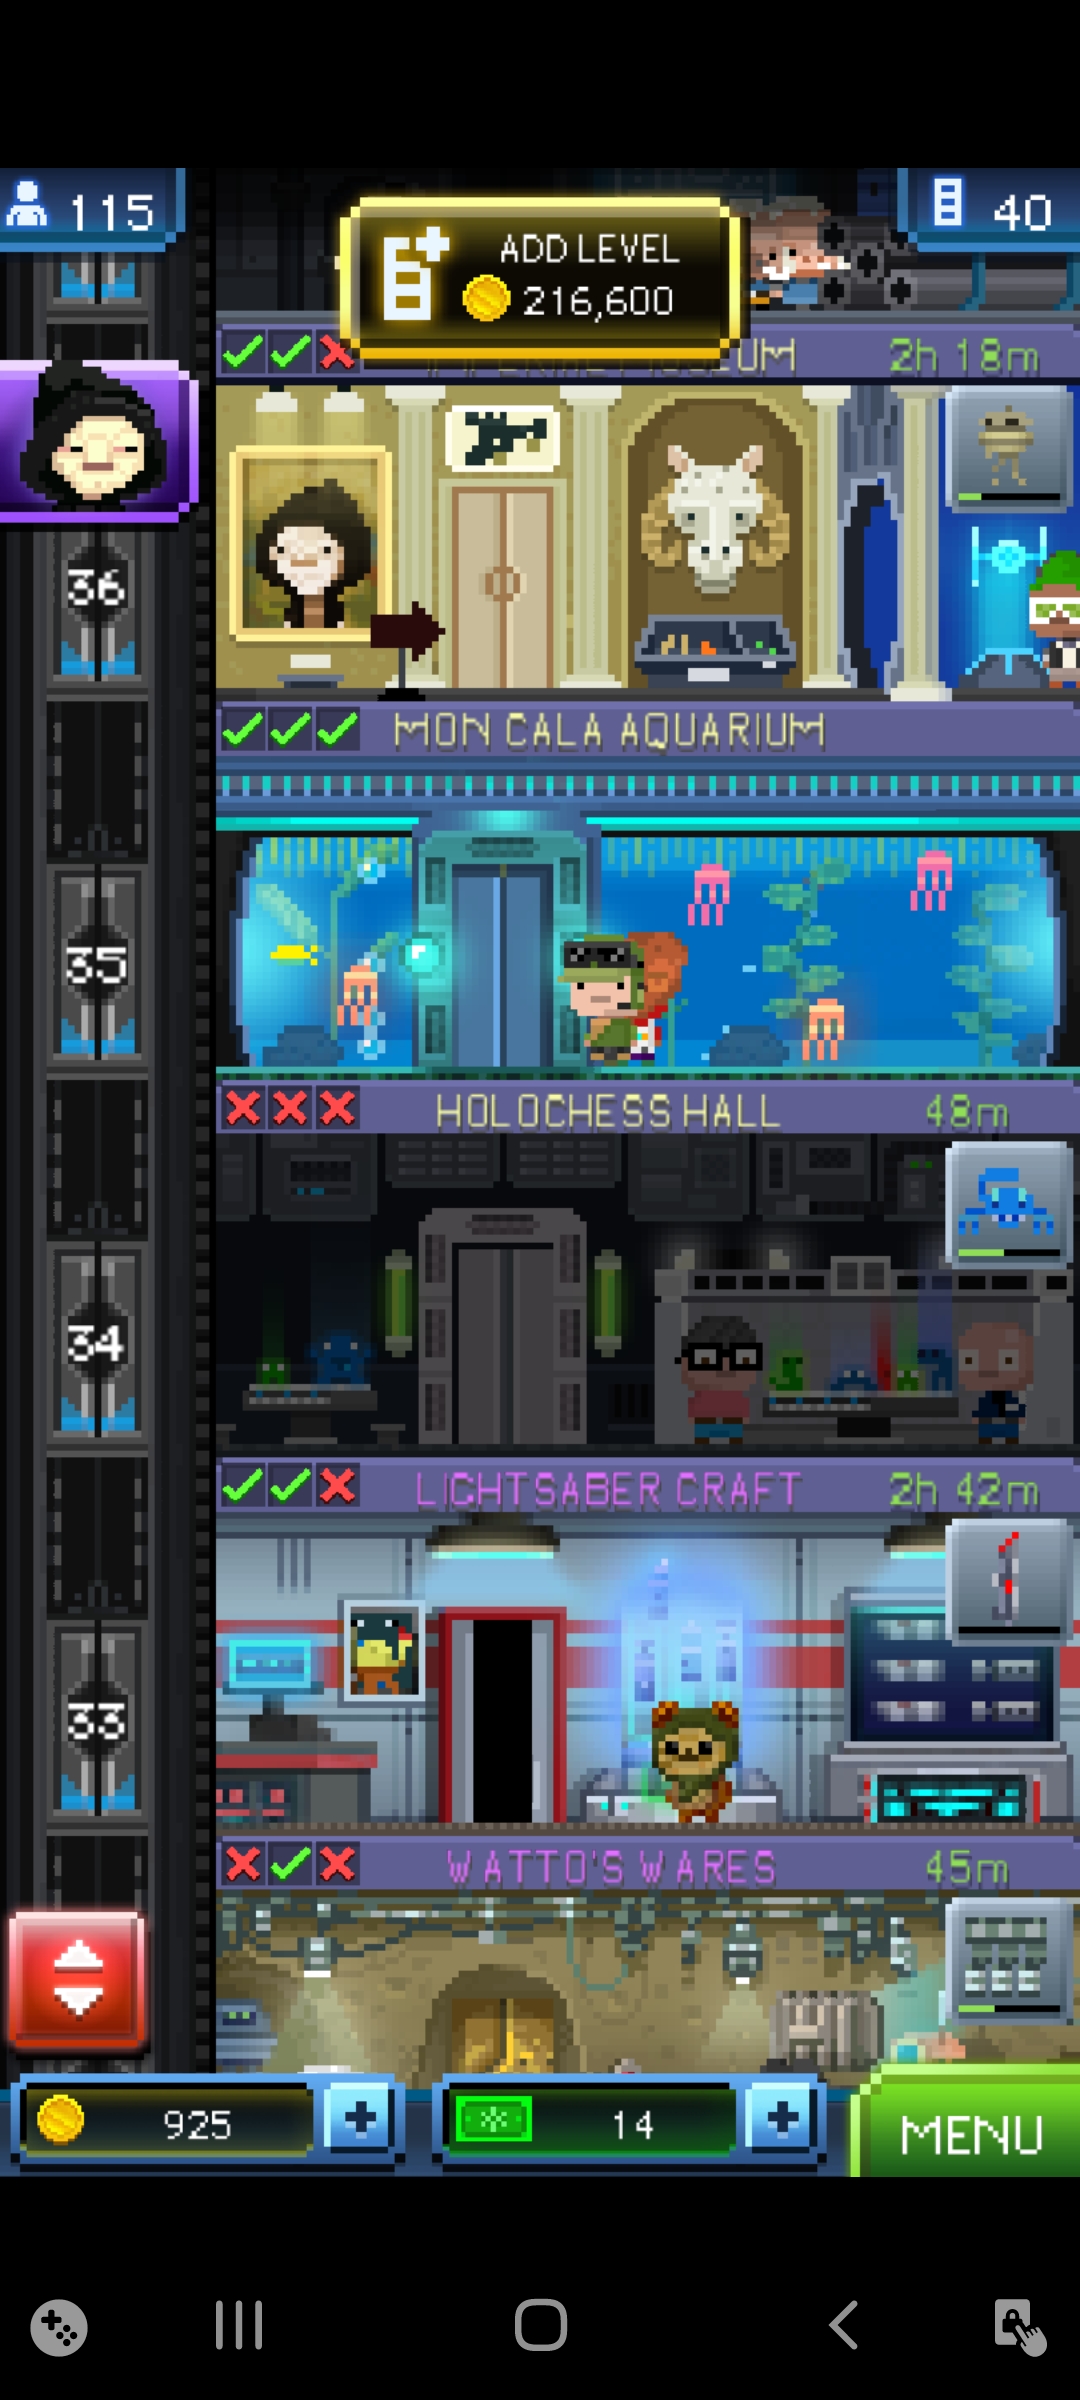 115
40
ADD LEVEL
216,600
UM
2h 18m
36
MON CALA AQUARIUM
35
HOLOCHESS HALL
48m
34
LIGHTSABER CRAFT
2h 42m
33
WATTO'S WARES
45m
925
14
MENU